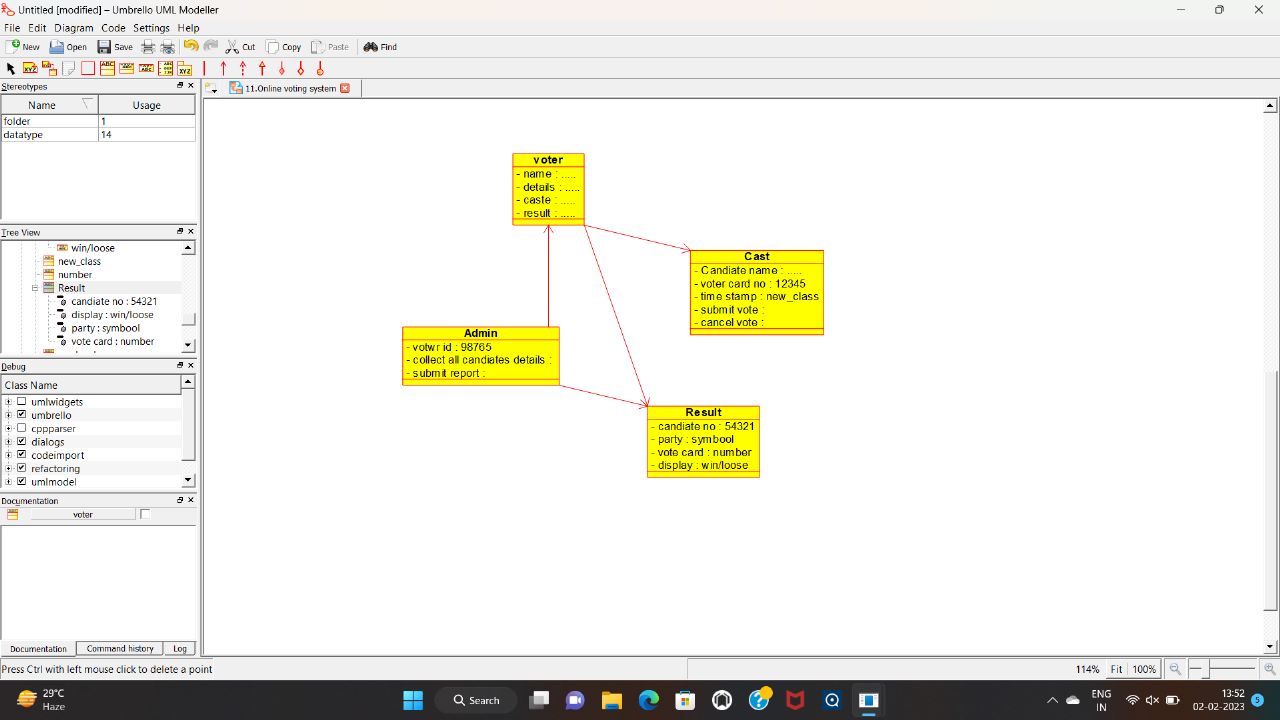 Untitled [modified] – Umbrello UML Modeller
File Edit Diagram Code Settings Help
New Open Save Cut Copy Paste Find
Stereotypes
Name Usage
folder 1
datatype 14
Tree View
win/loose
new_class
number
Result
candiate no : 54321
display : win/loose
party : symbool
vote card : number
Debug
Class Name
umlwidgets
umbrello
cppparser
dialogs
codeimport
refactoring
umlmodel
Documentation
voter
Documentation Command history Log
11.Online voting system
voter
- name : .....
- details : .....
- caste : .....
- result : .....
Cast
- Candiate name : .....
- voter card no : 12345
- time stamp : new_class
- submit vote :
- cancel vote :
Admin
- votwr id : 98765
- collect all candiates details :
- submit report :
Result
- candiate no : 54321
- party : symbool
- vote card : number
- display : win/loose
Press Ctrl with left mouse click to delete a point
114% Fit 100%
29°C
Haze
Search
ENG
IN
13:52
02-02-2023
5